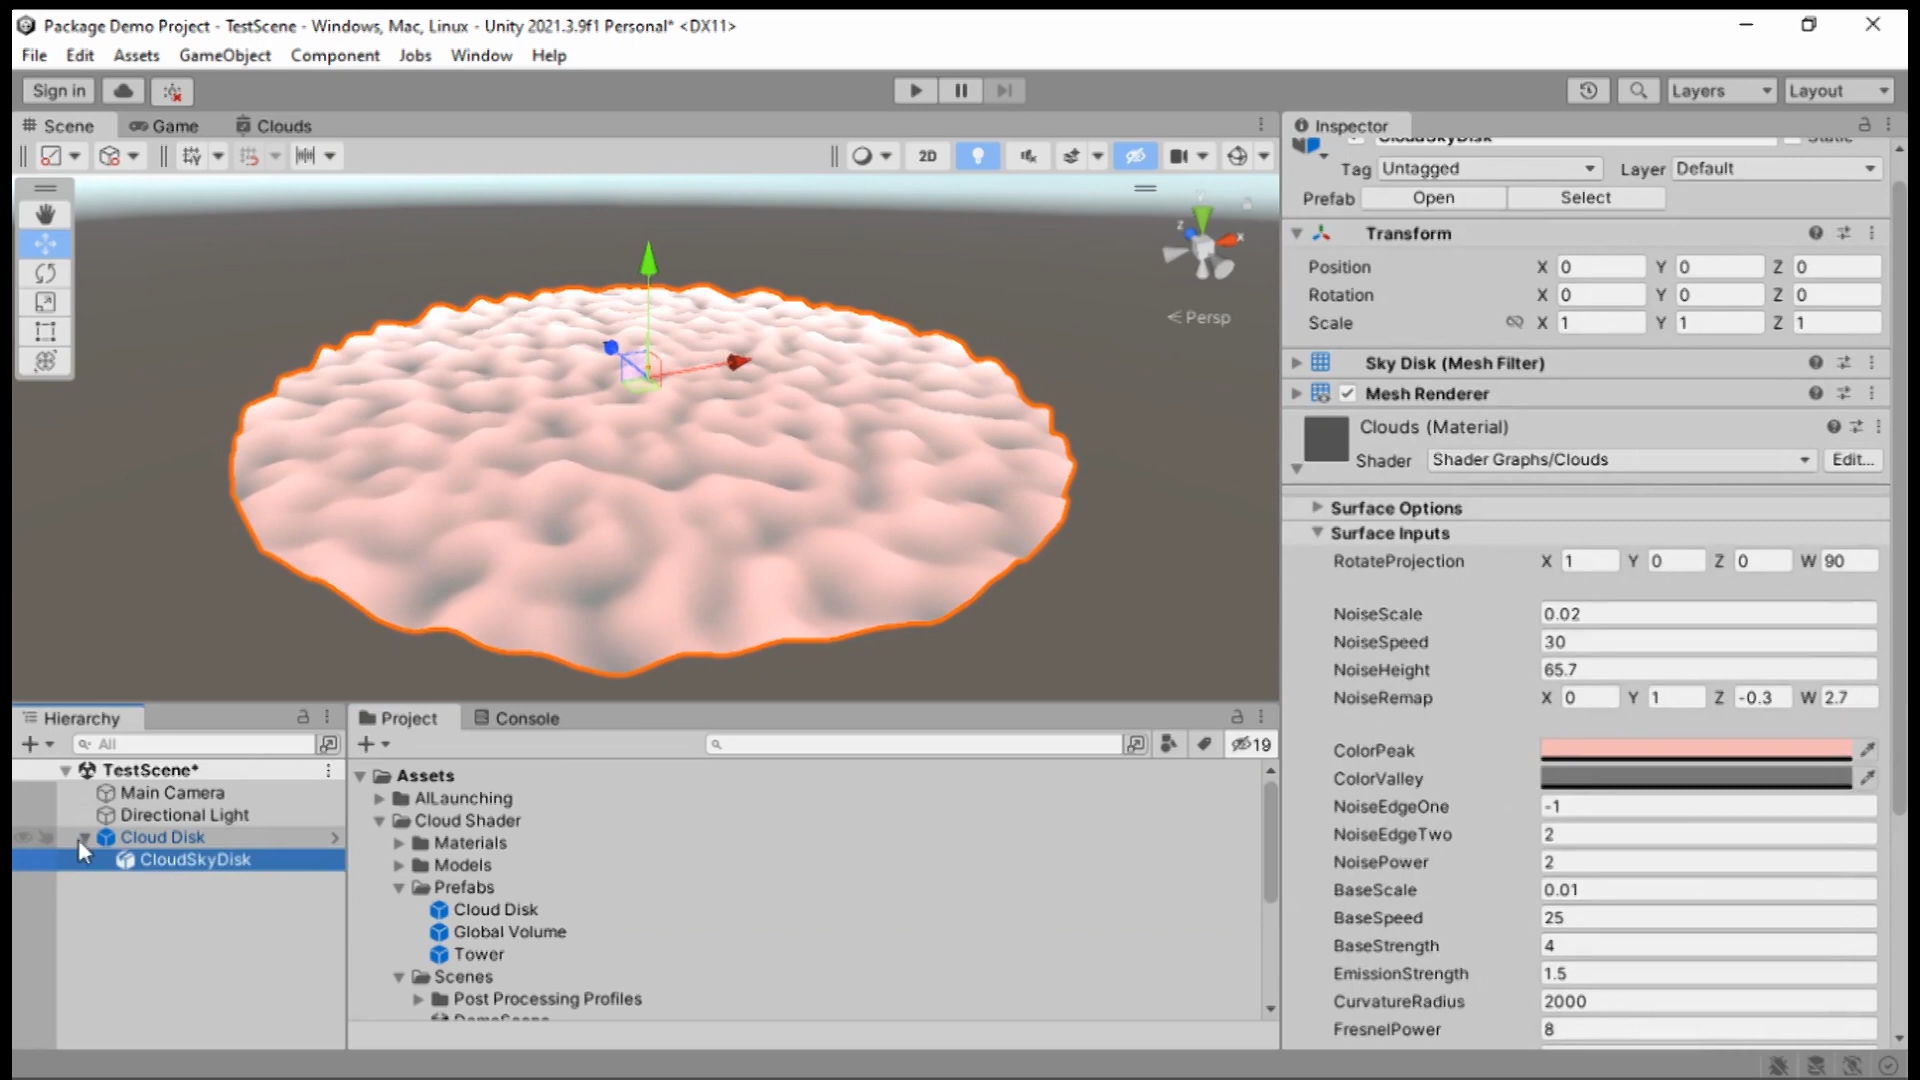 Package Demo Project - TestScene - Windows, Mac, Linux - Unity 2021.3.9f1 Personal* <DX11>
File Edit Assets GameObject Component Jobs Window Help
Sign in
Layers Layout
Scene Game Clouds
2D
z x
Persp
Inspector
CloudSkyDisk Static
Tag Untagged Layer Default
Prefab Open Select
Transform
Position X 0 Y 0 Z 0
Rotation X 0 Y 0 Z 0
Scale X 1 Y 1 Z 1
Sky Disk (Mesh Filter)
Mesh Renderer
Clouds (Material)
Shader Shader Graphs/Clouds Edit...
Surface Options
Surface Inputs
RotateProjection X 1 Y 0 Z 0 W 90
NoiseScale 0.02
NoiseSpeed 30
NoiseHeight 65.7
NoiseRemap X 0 Y 1 Z -0.3 W 2.7
ColorPeak
ColorValley
NoiseEdgeOne -1
NoiseEdgeTwo 2
NoisePower 2
BaseScale 0.01
BaseSpeed 25
BaseStrength 4
EmissionStrength 1.5
CurvatureRadius 2000
FresnelPower 8
Hierarchy
All
TestScene*
Main Camera
Directional Light
Cloud Disk
CloudSkyDisk
Project Console
19
Assets
AILaunching
Cloud Shader
Materials
Models
Prefabs
Cloud Disk
Global Volume
Tower
Scenes
Post Processing Profiles
DemoScene